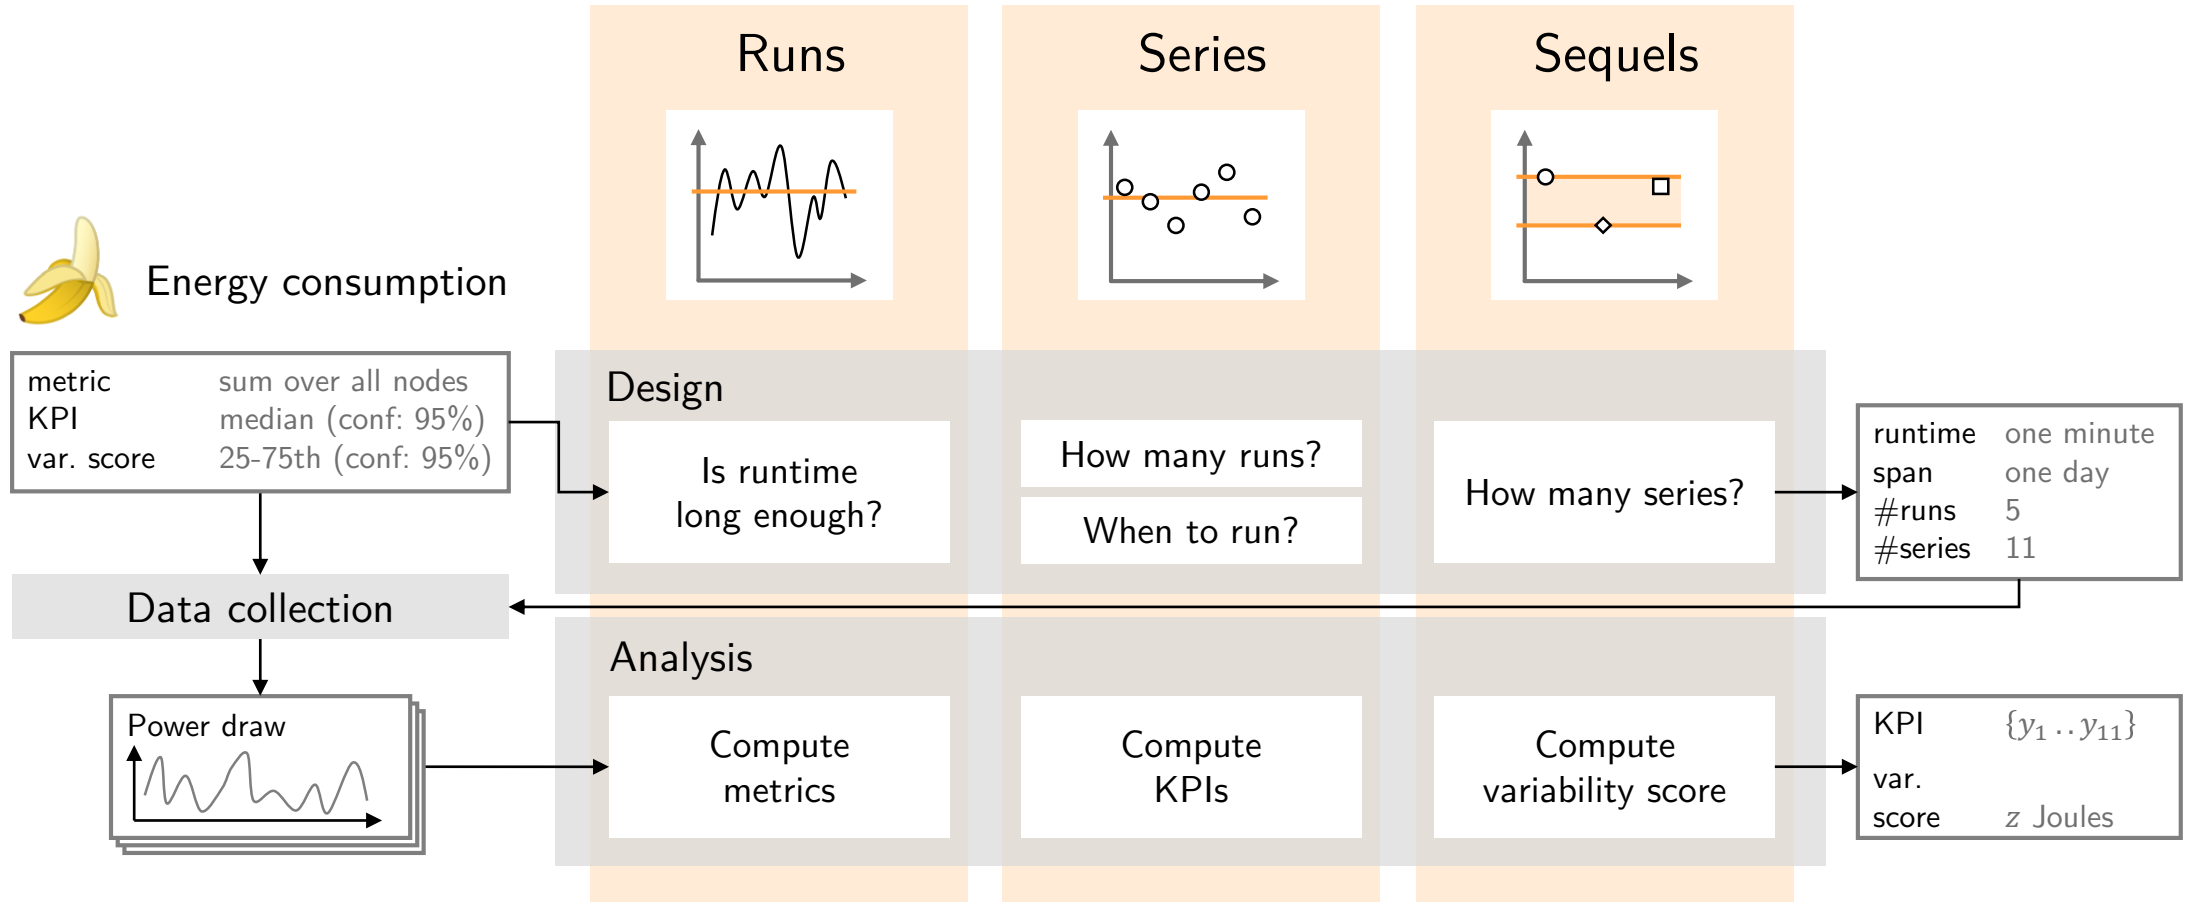 Runs
Series
Sequels
Energy consumption
metric sum over all nodes
KPI median (conf: 95%)
var. score 25-75th (conf: 95%)
Design
Is runtime
long enough?
How many runs?
When to run?
How many series?
runtime one minute
span one day
#runs 5
#series 11
Data collection
Analysis
Power draw
Compute
metrics
Compute
KPIs
Compute
variability score
KPI {y₁ .. y₁₁}
var.
score z Joules